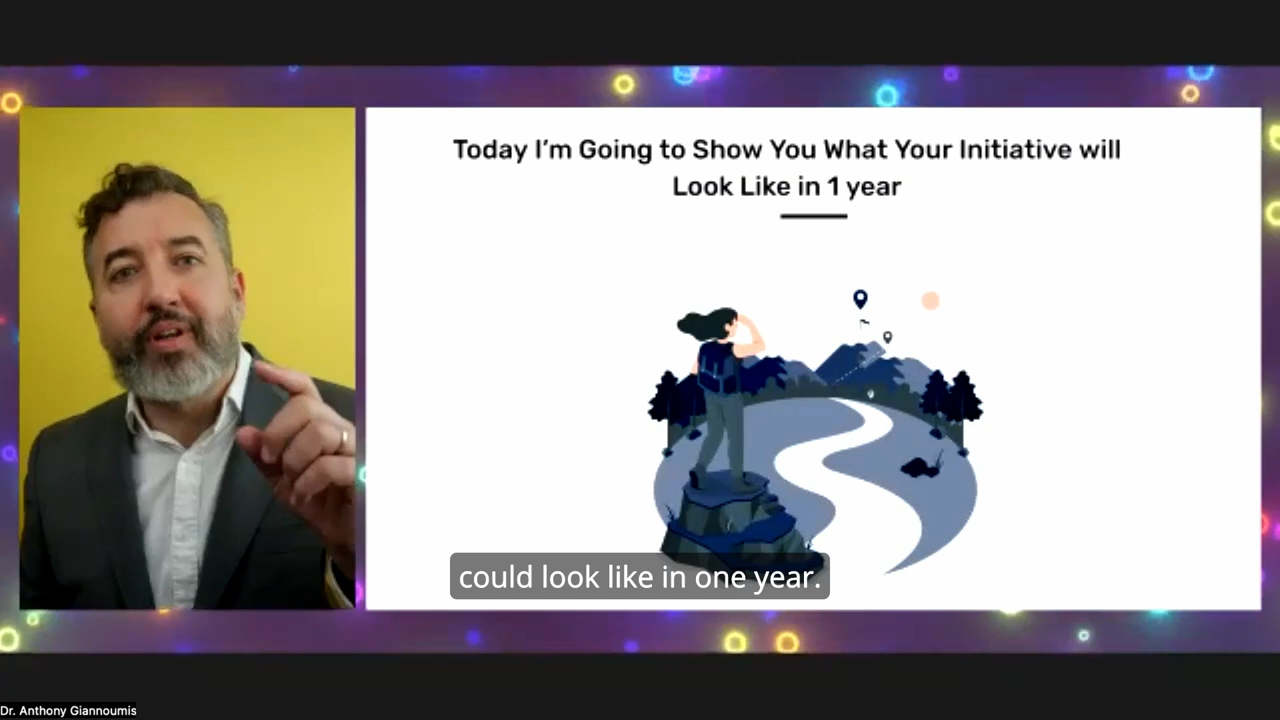 Today I'm Going to Show You What Your Initiative will
Look Like in 1 year
could look like in one year.
Dr. Anthony Giannoumis